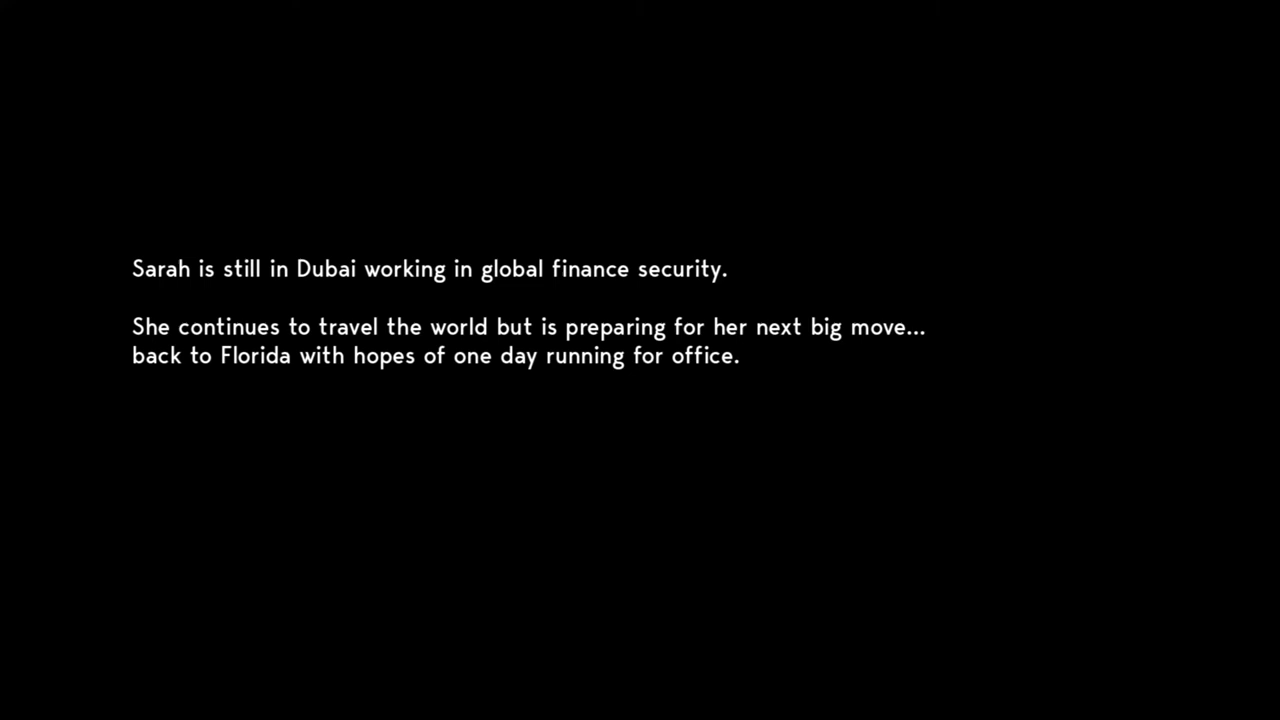 Sarah is still in Dubai working in global finance security.
She continues to travel the world but is preparing for her next big move...
back to Florida with hopes of one day running for office.